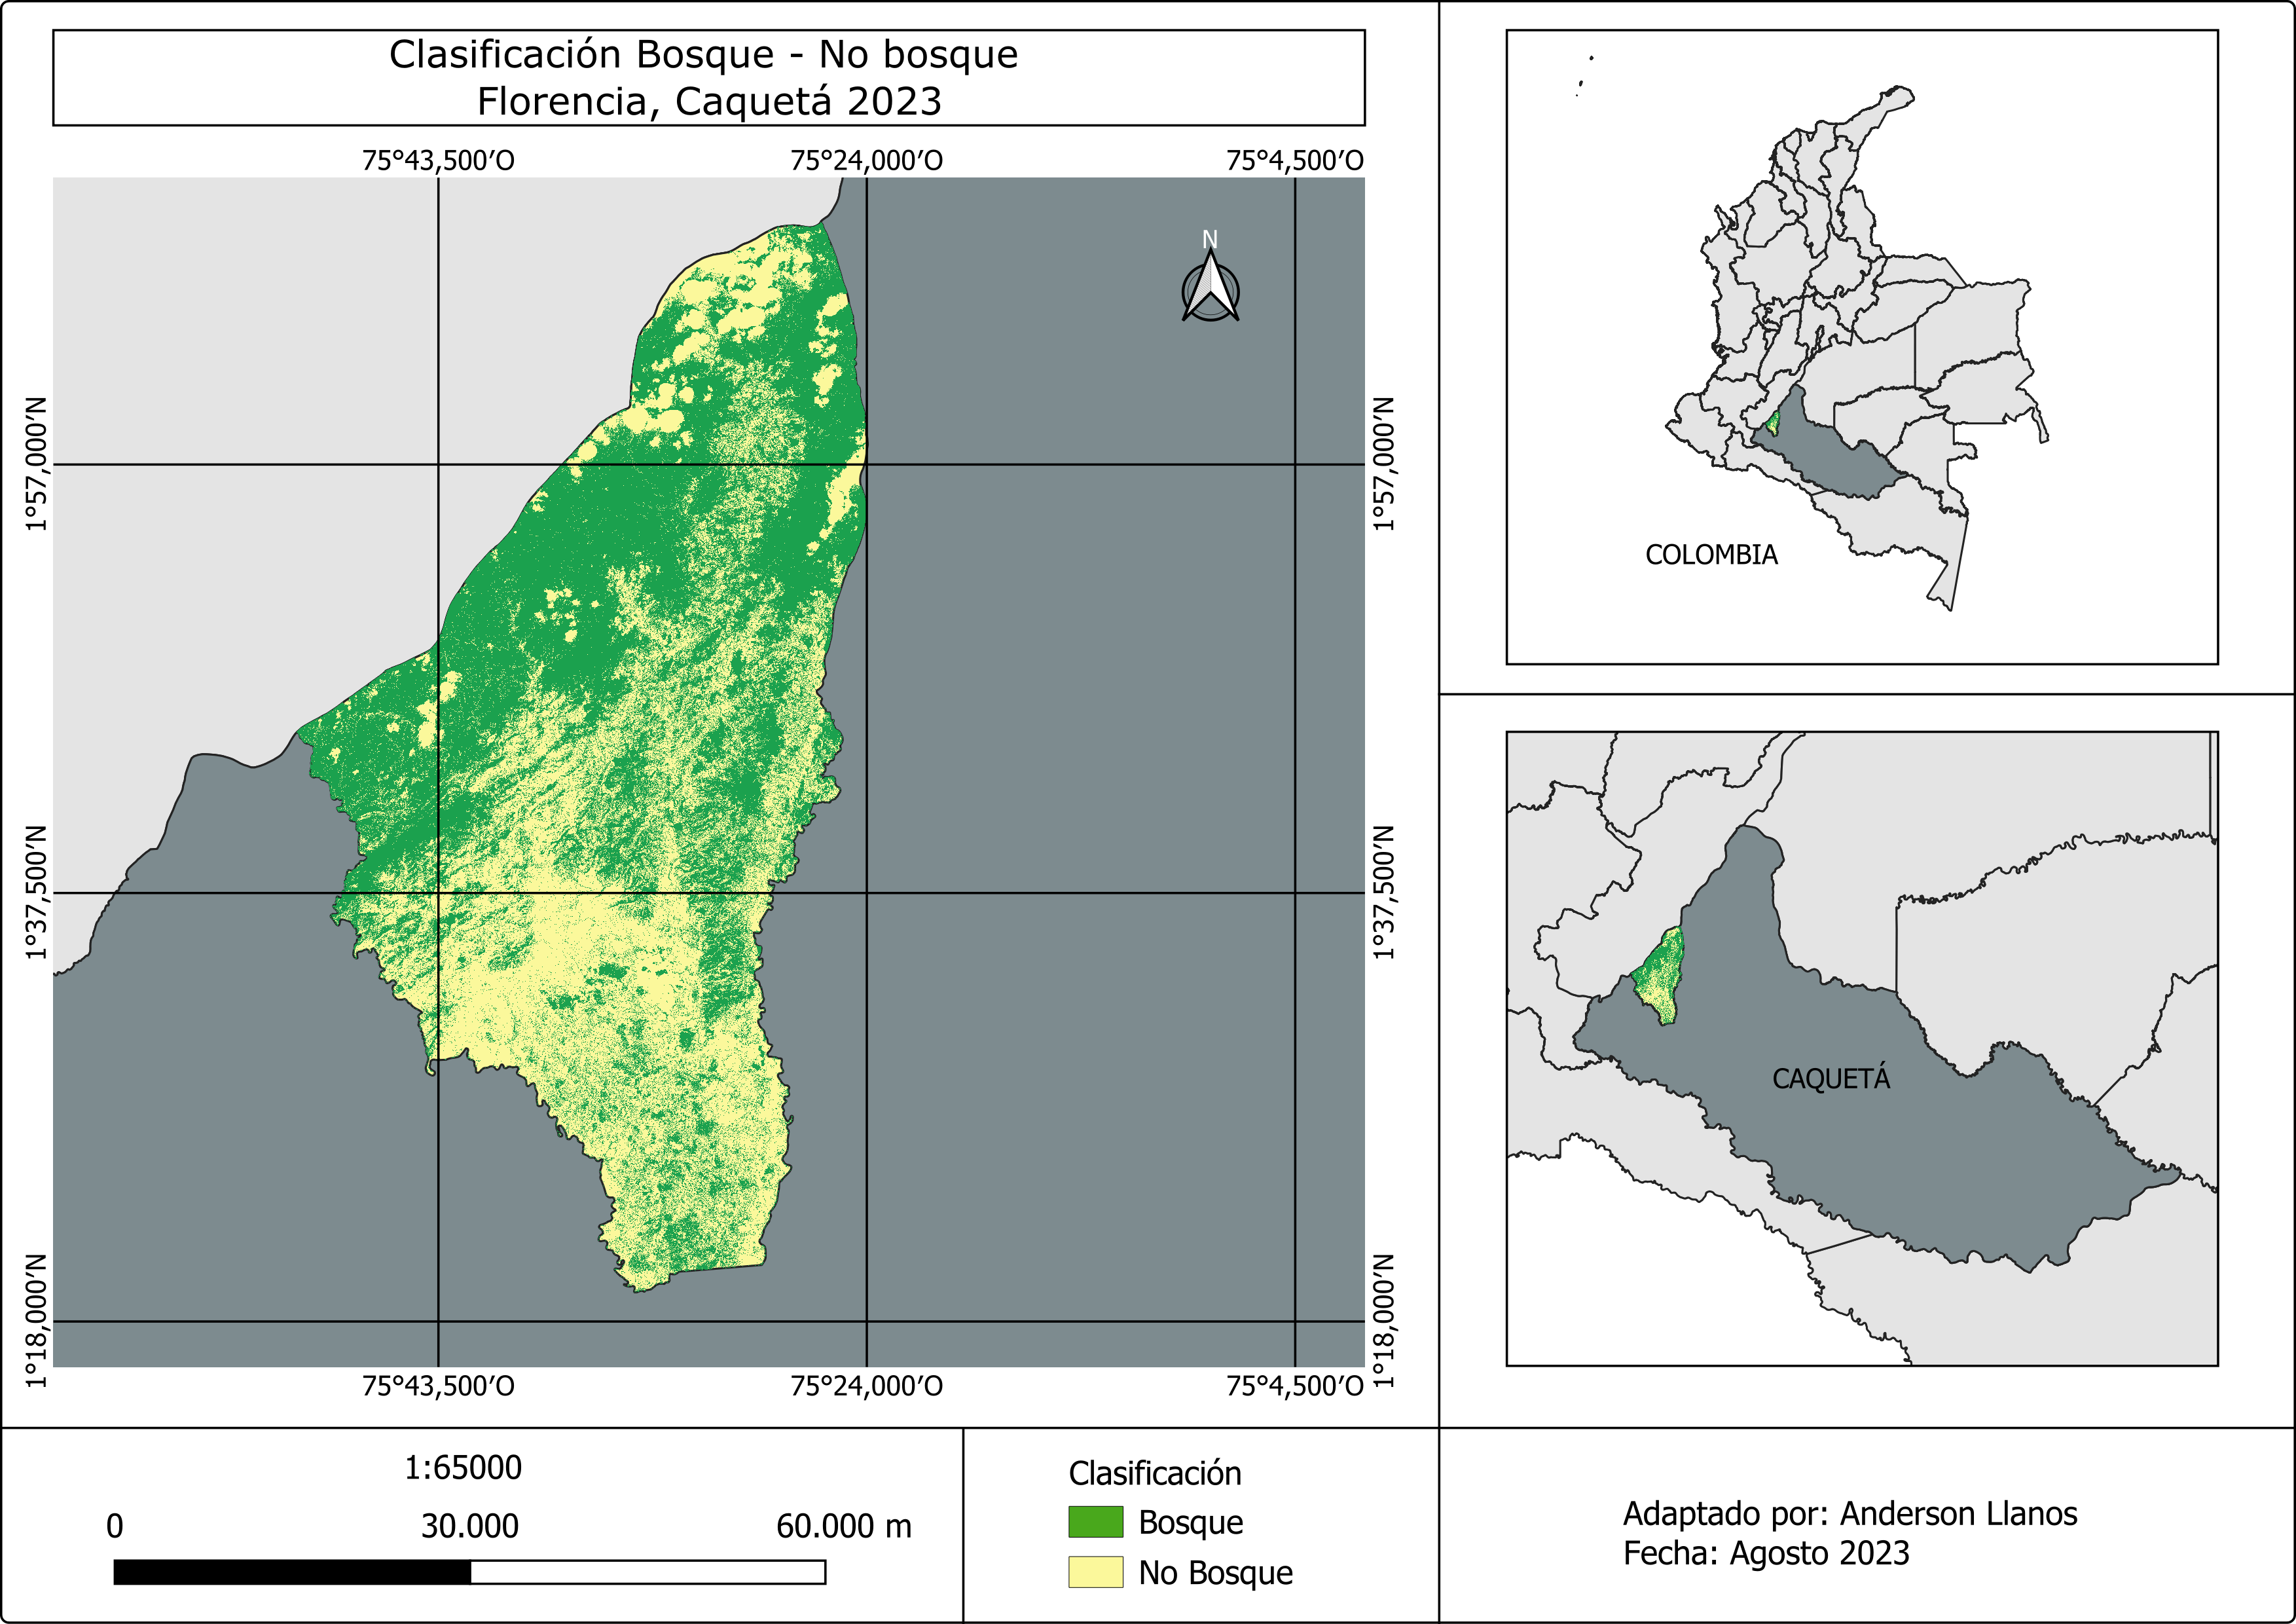 Clasificación Bosque - No bosque
Florencia, Caquetá 2023
75°43,500′O
75°24,000′O
75°4,500′O
N
1°57,000′N
1°57,000′N
1°37,500′N
1°37,500′N
1°18,000′N
1°18,000′N
75°43,500′O
75°24,000′O
75°4,500′O
COLOMBIA
CAQUETÁ
1:65000
0
30.000
60.000 m
Clasificación
Bosque
No Bosque
Adaptado por: Anderson Llanos
Fecha: Agosto 2023